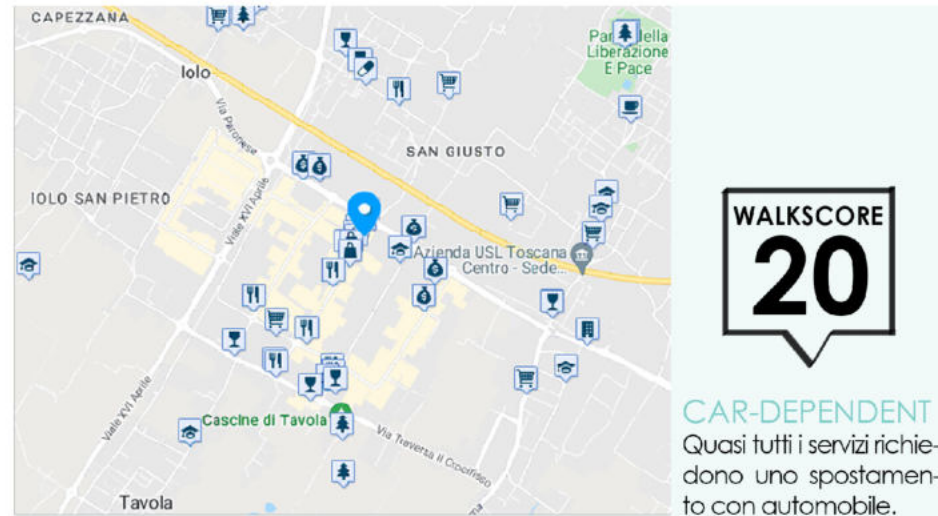 CAPEZZANA
Iolo
Via Paronese
IOLO SAN PIETRO
Viale XVI Aprile
SAN GIUSTO
Liberazione
E Pace
Azienda USL Toscana
Centro - Sede...
Viale XVI Aprile
Cascine di Tavola
Via Traversa Il Crocifisso
Tavola
WALKSCORE
20
CAR-DEPENDENT
Quasi tutti i servizi richie-
dono uno spostamen-
to con automobile.